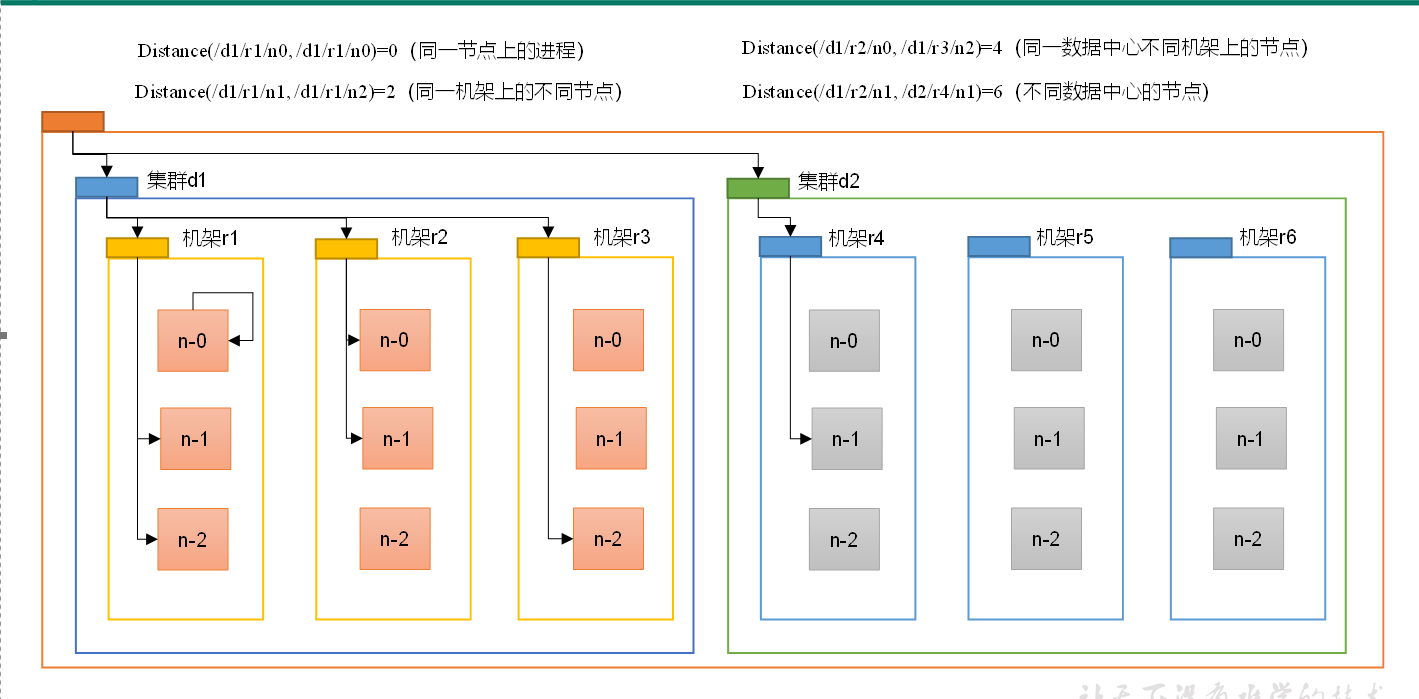 Distance(/d1/r1/n0, /d1/r1/n0)=0（同一节点上的进程）
Distance(/d1/r2/n0, /d1/r3/n2)=4（同一数据中心不同机架上的节点）
Distance(/d1/r1/n1, /d1/r1/n2)=2（同一机架上的不同节点）
Distance(/d1/r2/n1, /d2/r4/n1)=6（不同数据中心的节点）
集群d1
集群d2
机架r1
机架r2
机架r3
机架r4
机架r5
机架r6
n-0
n-0
n-0
n-0
n-0
n-0
n-1
n-1
n-1
n-1
n-1
n-1
n-2
n-2
n-2
n-2
n-2
n-2